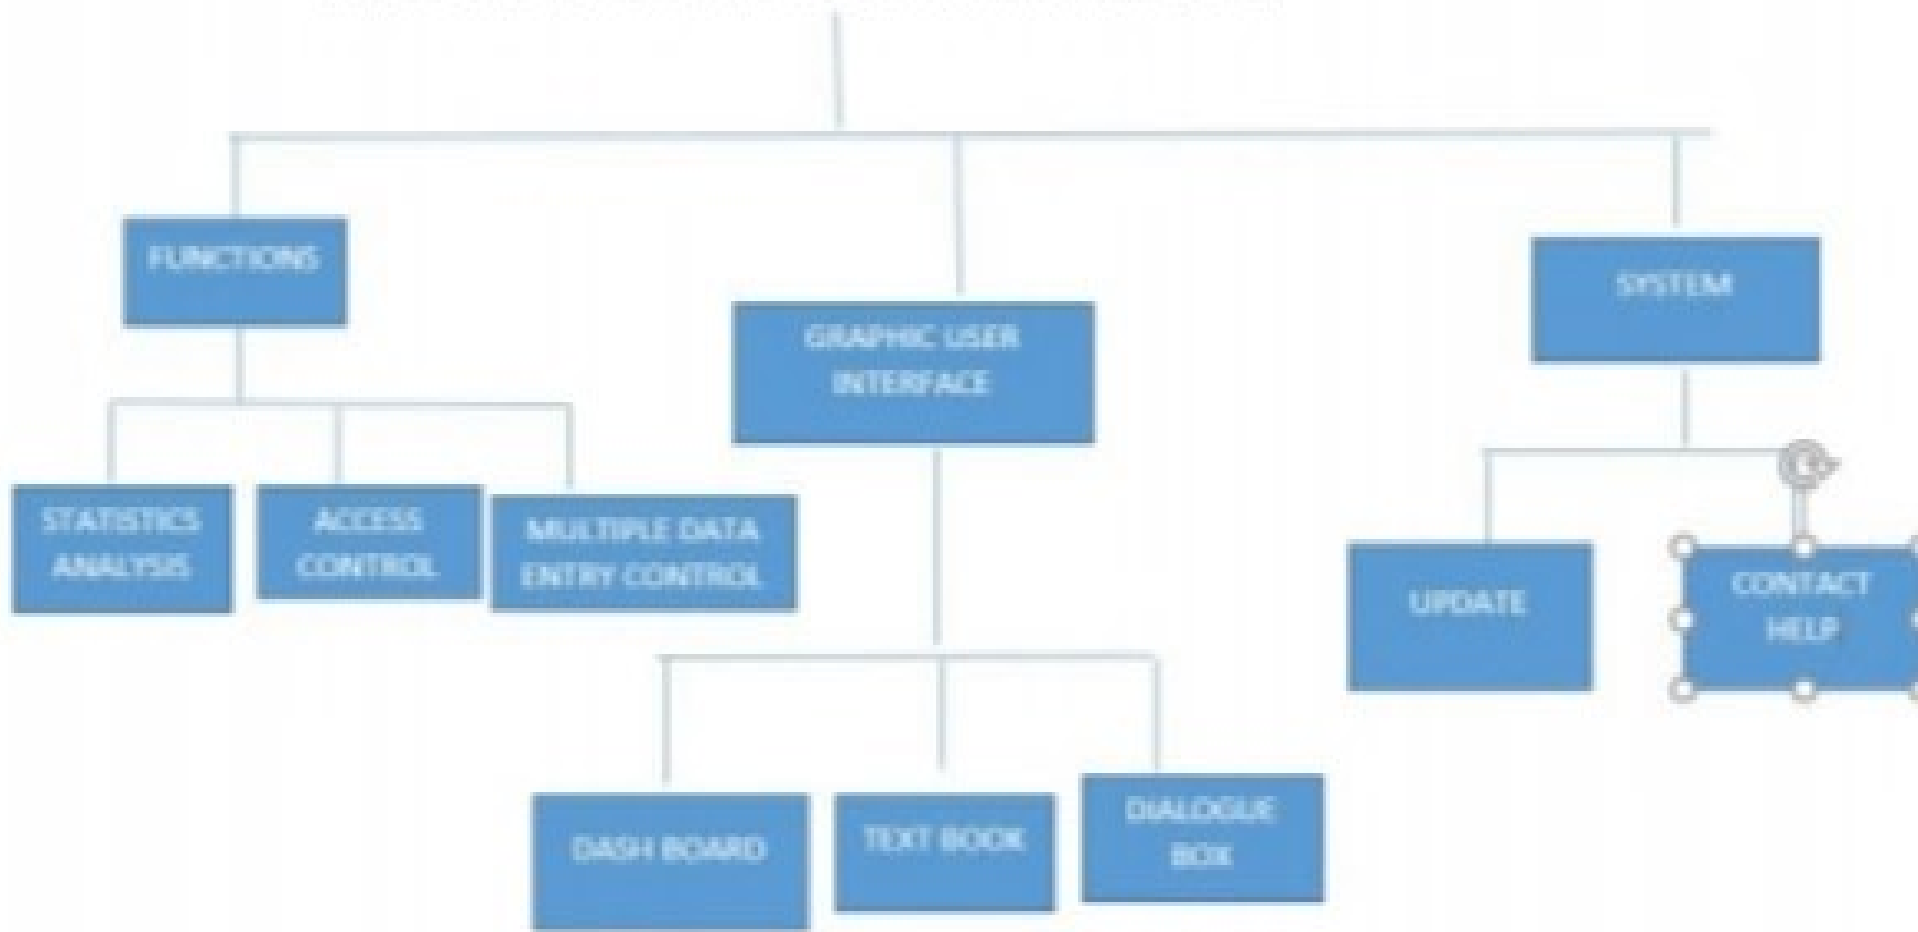 FUNCTIONS
GRAPHIC USER
INTERFACE
SYSTEM
STATISTICS
ANALYSIS
ACCESS
CONTROL
MULTIPLE DATA
ENTRY CONTROL
UPDATE
CONTACT
HELP
DASH BOARD
TEXT BOOK
DIALOGUE
BOX